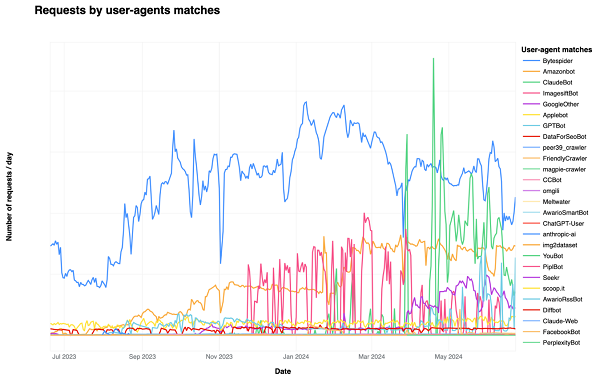 Requests by user-agents matches
User-agent matches
Bytespider
Amazonbot
ClaudeBot
ImagesiftBot
GoogleOther
Applebot
GPTBot
DataForSeoBot
peer39_crawler
FriendlyCrawler
magpie-crawler
CCBot
omgili
Meltwater
AwarioSmartBot
ChatGPT-User
anthropic-ai
img2dataset
YouBot
PiplBot
Seekr
scoop.it
AwarioRssBot
Diffbot
Claude-Web
FacebookBot
PerplexityBot
Number of requests / day
Jul 2023
Sep 2023
Nov 2023
Jan 2024
Mar 2024
May 2024
Date